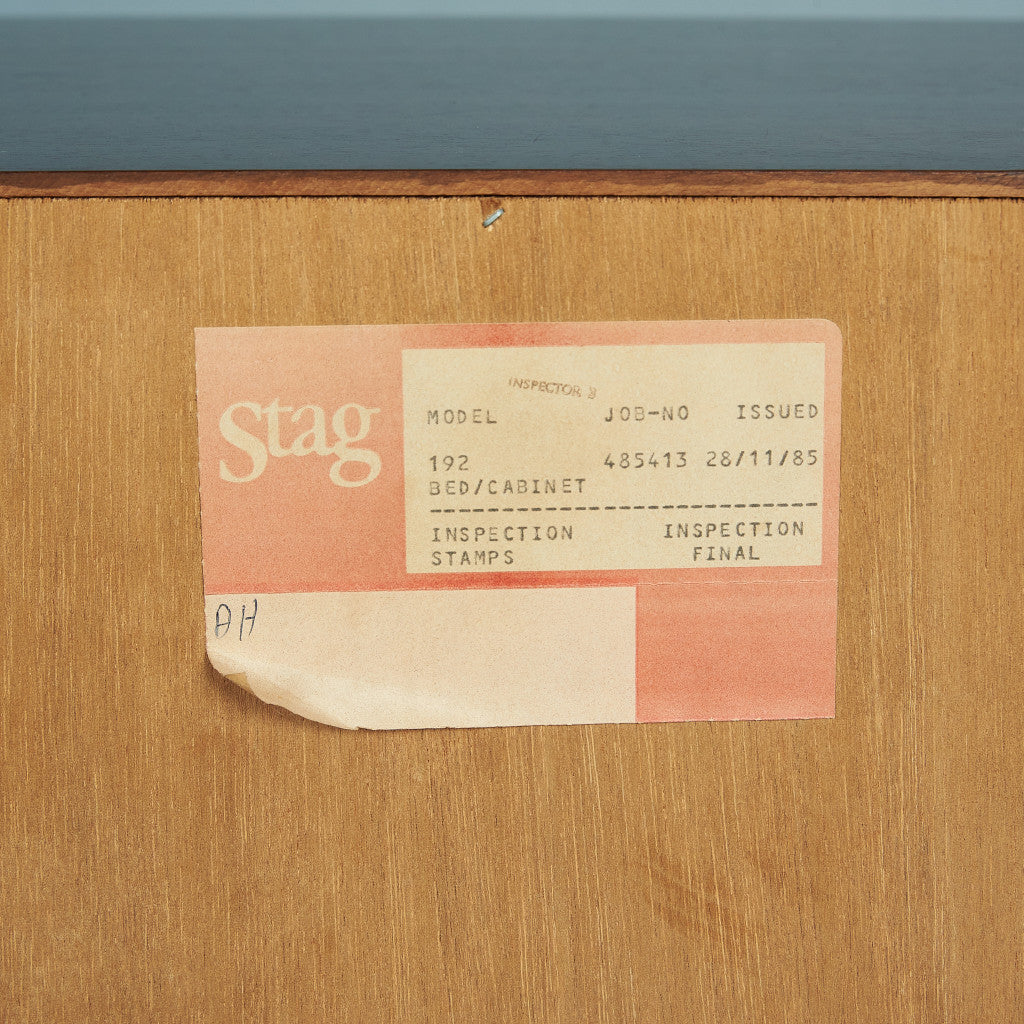 Stag
INSPECTOR 8
MODEL JOB-NO ISSUED
192 485413 28/11/85
BED/CABINET
INSPECTION STAMPS
INSPECTION FINAL
AH